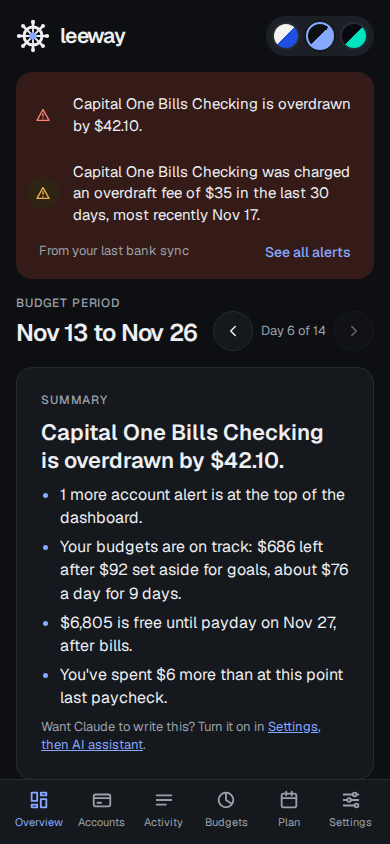 leeway
Capital One Bills Checking is overdrawn
by $42.10.
Capital One Bills Checking was charged
an overdraft fee of $35 in the last 30
days, most recently Nov 17.
From your last bank sync
See all alerts
BUDGET PERIOD
Nov 13 to Nov 26
Day 6 of 14
SUMMARY
Capital One Bills Checking
is overdrawn by $42.10.
• 1 more account alert is at the top of the
dashboard.
• Your budgets are on track: $686 left
after $92 set aside for goals, about $76
a day for 9 days.
• $6,805 is free until payday on Nov 27,
after bills.
• You've spent $6 more than at this point
last paycheck.
Want Claude to write this? Turn it on in Settings,
then AI assistant.
Overview Accounts Activity Budgets Plan Settings